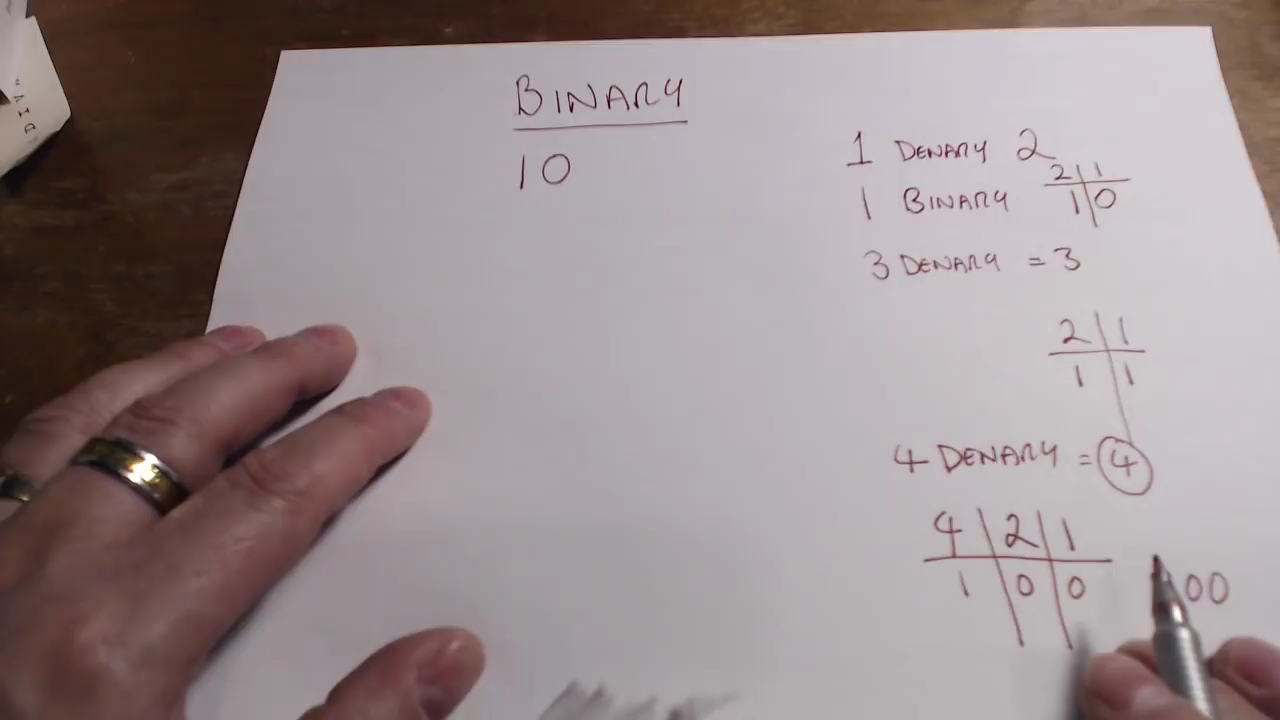 BINARY
10
1 DENARY 2
2 1
1 BINARY 1 0
3 DENARY = 3
2 1
1 1
4 DENARY = 4
4 2 1
1 0 0 00